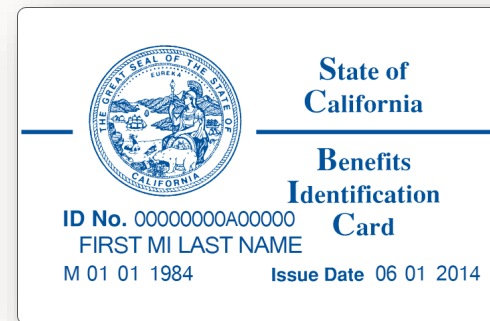 THE GREAT SEAL OF THE STATE OF CALIFORNIA
EUREKA
State of
California
Benefits
Identification
Card
ID No. 00000000A00000
FIRST MI LAST NAME
M 01 01 1984
Issue Date 06 01 2014